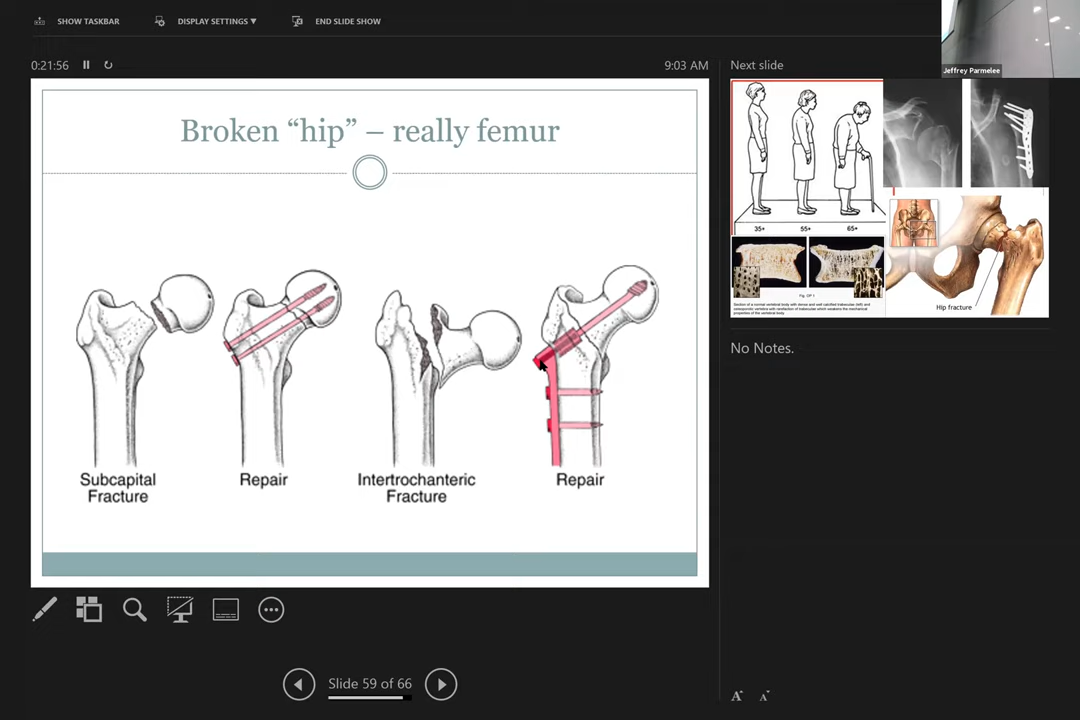 SHOW TASKBAR
DISPLAY SETTINGS ▼
END SLIDE SHOW
0:21:56
9:03 AM
Next slide
Jeffrey Parmelee
Broken “hip” – really femur
Subcapital
Fracture
Repair
Intertrochanteric
Fracture
Repair
35+
55+
65+
Hip fracture
No Notes.
Slide 59 of 66
A
A